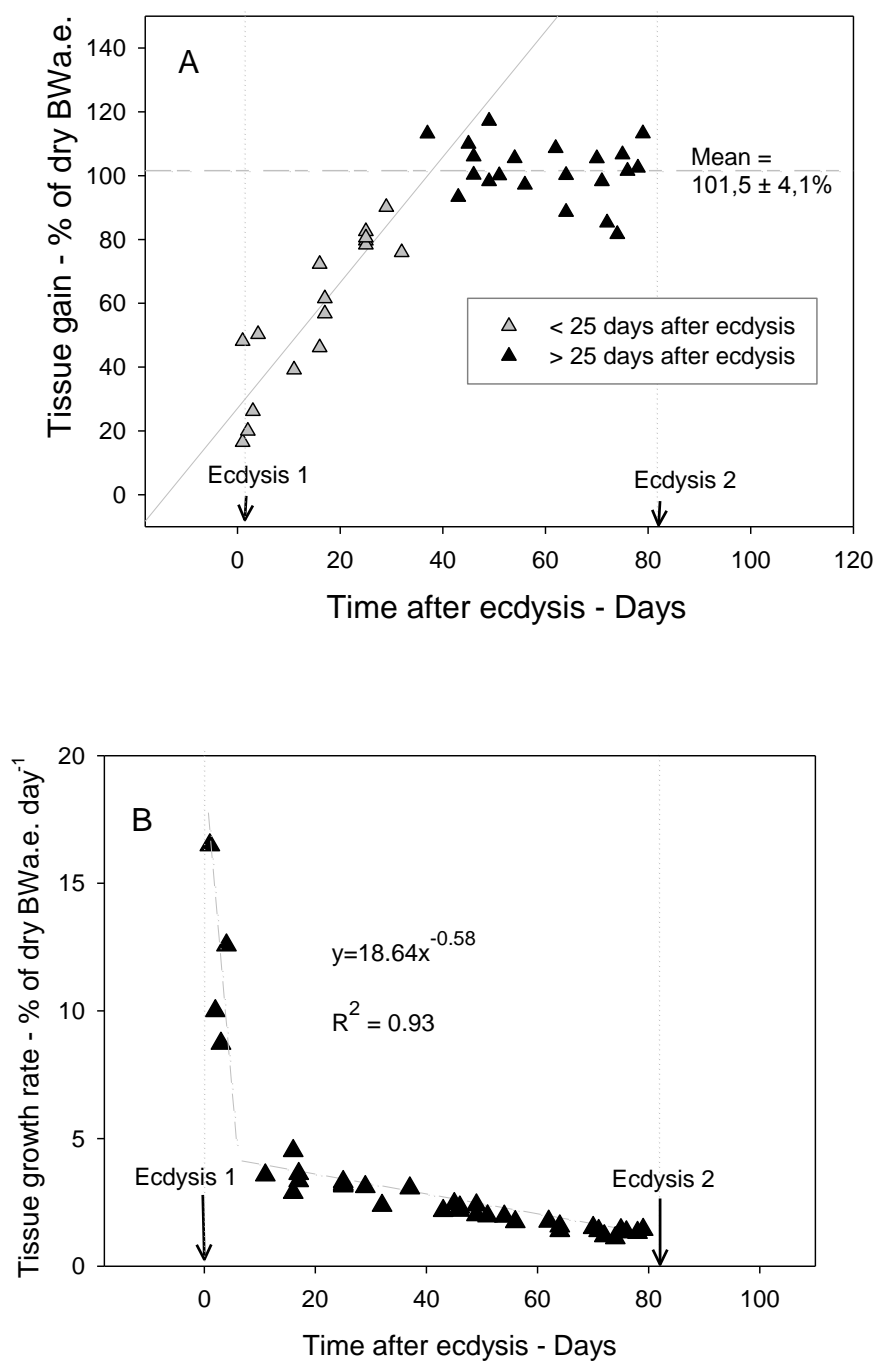 A
Tissue gain - % of dry BWa.e.
140
120
100
80
60
40
20
0
Mean =
101,5 ± 4,1%
< 25 days after ecdysis
> 25 days after ecdysis
Ecdysis 1
Ecdysis 2
0 20 40 60 80 100 120
Time after ecdysis - Days
B
Tissue growth rate - % of dry BWa.e. day-1
20
15
10
5
0
y=18.64x-0.58
R2 = 0.93
Ecdysis 1
Ecdysis 2
0 20 40 60 80 100
Time after ecdysis - Days